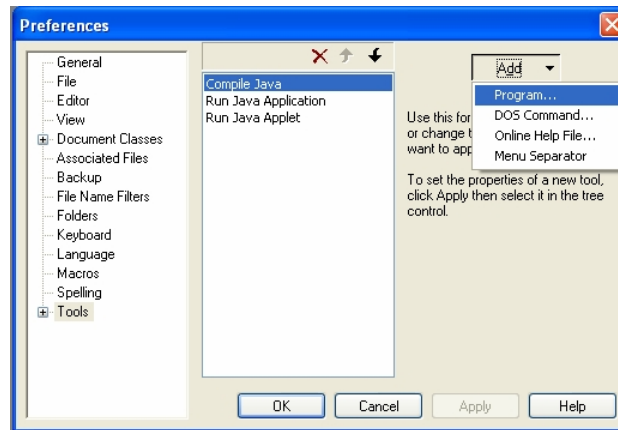 Preferences
General
File
Editor
View
Document Classes
Associated Files
Backup
File Name Filters
Folders
Keyboard
Language
Macros
Spelling
Tools
Compile Java
Run Java Application
Run Java Applet
Add
Program...
DOS Command...
Online Help File...
Menu Separator
Use this for
or change t
want to app
To set the properties of a new tool,
click Apply then select it in the tree
control.
OK
Cancel
Apply
Help